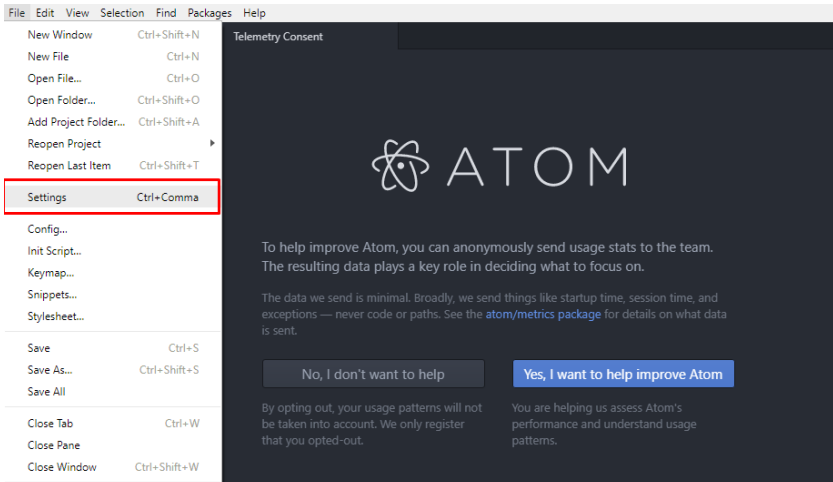 File Edit View Selection Find Packages Help
New Window Ctrl+Shift+N
New File Ctrl+N
Open File... Ctrl+O
Open Folder... Ctrl+Shift+O
Add Project Folder... Ctrl+Shift+A
Reopen Project
Reopen Last Item Ctrl+Shift+T
Settings Ctrl+Comma
Config...
Init Script...
Keymap...
Snippets...
Stylesheet...
Save Ctrl+S
Save As... Ctrl+Shift+S
Save All
Close Tab Ctrl+W
Close Pane
Close Window Ctrl+Shift+W
Telemetry Consent
ATOM
To help improve Atom, you can anonymously send usage stats to the team.
The resulting data plays a key role in deciding what to focus on.
The data we send is minimal. Broadly, we send things like startup time, session time, and
exceptions — never code or paths. See the atom/metrics package for details on what data
is sent.
No, I don't want to help
By opting out, your usage patterns will not
be taken into account. We only register
that you opted-out.
Yes, I want to help improve Atom
You are helping us assess Atom's
performance and understand usage
patterns.